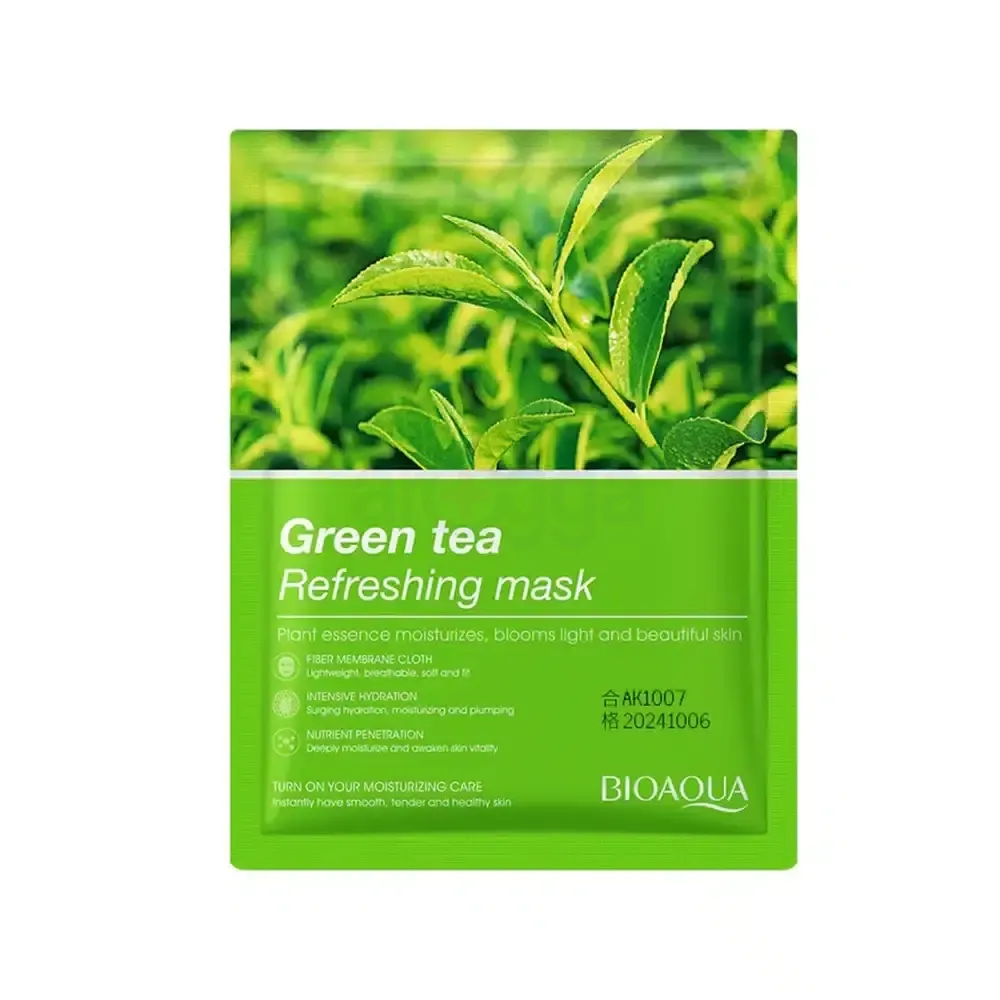 Green tea
Refreshing mask
Plant essence moisturizes, blooms light and beautiful skin
FIBER MEMBRANE CLOTH
Lightweight, breathable, soft and fit
INTENSIVE HYDRATION
Surging hydration, moisturizing and plumping
NUTRIENT PENETRATION
Deeply moisturize and awaken skin vitality
合AK1007
格20241006
TURN ON YOUR MOISTURIZING CARE
Instantly have smooth, tender and healthy skin
BIOAQUA